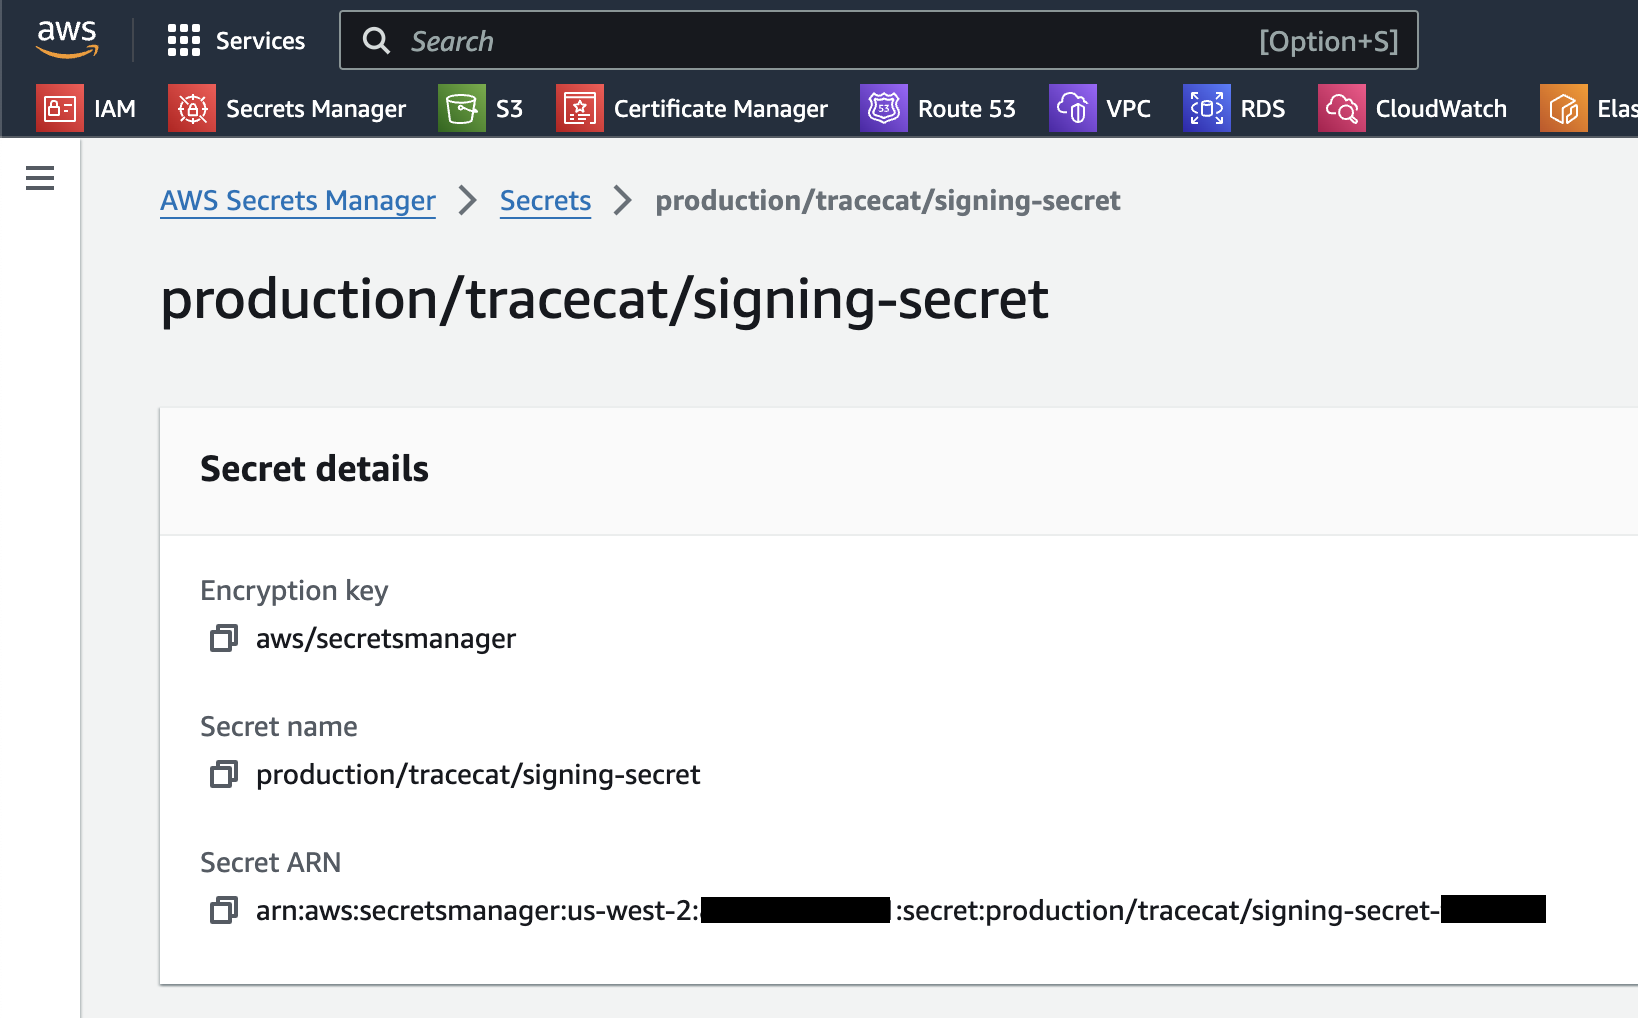 aws Services Search [Option+S]
IAM Secrets Manager S3 Certificate Manager 53 Route 53 VPC RDS CloudWatch Elas
AWS Secrets Manager Secrets production/tracecat/signing-secret
production/tracecat/signing-secret
Secret details
Encryption key
aws/secretsmanager
Secret name
production/tracecat/signing-secret
Secret ARN
arn:aws:secretsmanager:us-west-2: :secret:production/tracecat/signing-secret-